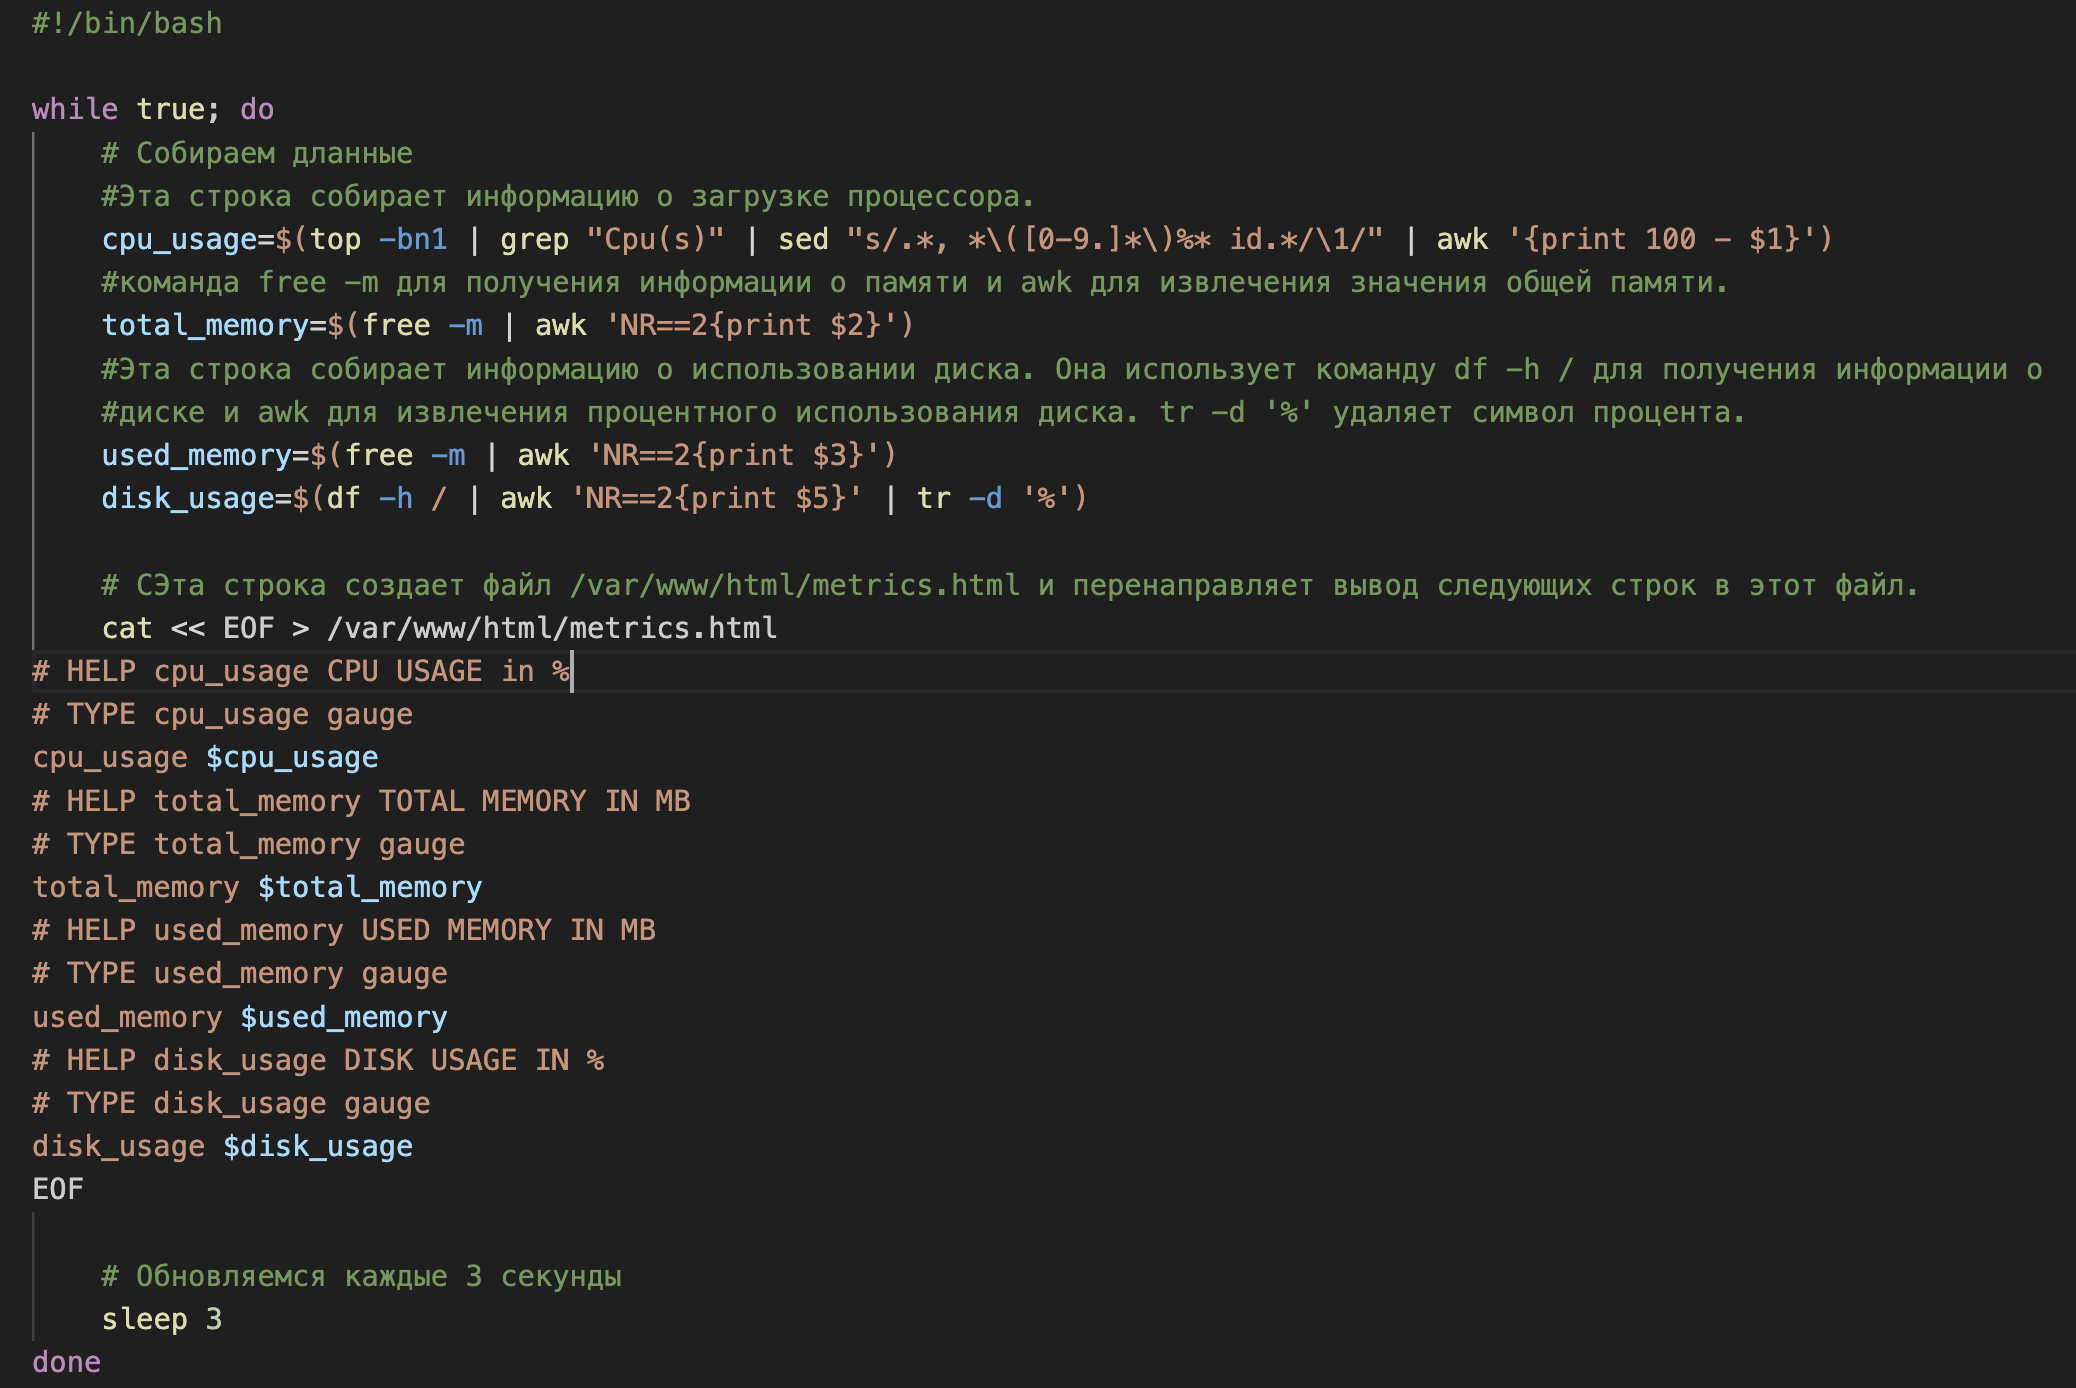 #!/bin/bash
while true; do
# Собираем дланные
#Эта строка собирает информацию о загрузке процессора.
cpu_usage=$(top -bn1 | grep "Cpu(s)" | sed "s/.*, *\([0-9.]*\)%* id.*/\1/" | awk '{print 100 - $1}')
#команда free -m для получения информации о памяти и awk для извлечения значения общей памяти.
total_memory=$(free -m | awk 'NR==2{print $2}')
#Эта строка собирает информацию о использовании диска. Она использует команду df -h / для получения информации о
#диске и awk для извлечения процентного использования диска. tr -d '%' удаляет символ процента.
used_memory=$(free -m | awk 'NR==2{print $3}')
disk_usage=$(df -h / | awk 'NR==2{print $5}' | tr -d '%')
# СЭта строка создает файл /var/www/html/metrics.html и перенаправляет вывод следующих строк в этот файл.
cat << EOF > /var/www/html/metrics.html
# HELP cpu_usage CPU USAGE in %
# TYPE cpu_usage gauge
cpu_usage $cpu_usage
# HELP total_memory TOTAL MEMORY IN MB
# TYPE total_memory gauge
total_memory $total_memory
# HELP used_memory USED MEMORY IN MB
# TYPE used_memory gauge
used_memory $used_memory
# HELP disk_usage DISK USAGE IN %
# TYPE disk_usage gauge
disk_usage $disk_usage
EOF
# Обновляемся каждые 3 секунды
sleep 3
done